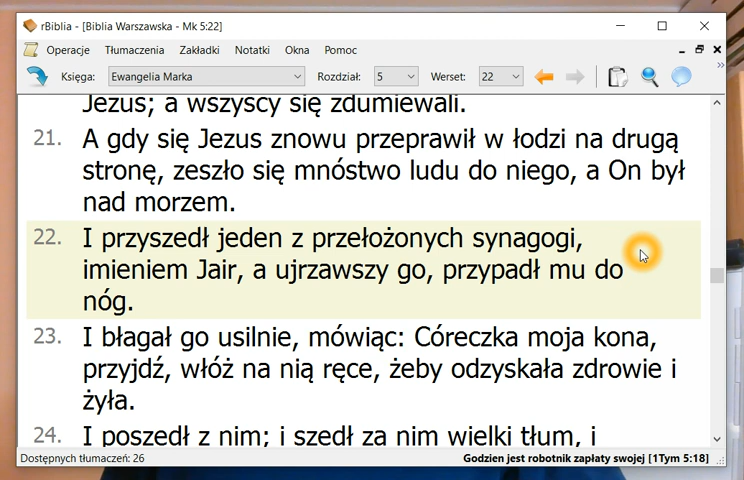 rBiblia - [Biblia Warszawska - Mk 5:22]
Operacje Tłumaczenia Zakładki Notatki Okna Pomoc
Księga: Ewangelia Marka Rozdział: 5 Werset: 22
Jezus; a wszyscy się zdumiewali.
21. A gdy się Jezus znowu przeprawił w łodzi na drugą
stronę, zeszło się mnóstwo ludu do niego, a On był
nad morzem.
22. I przyszedł jeden z przełożonych synagogi,
imieniem Jair, a ujrzawszy go, przypadł mu do
nóg.
23. I błagał go usilnie, mówiąc: Córeczka moja kona,
przyjdź, włóż na nią ręce, żeby odzyskała zdrowie i
żyła.
24. I poszedł z nim; i szedł za nim wielki tłum, i
Dostępnych tłumaczeń: 26 Godzien jest robotnik zapłaty swojej [1Tym 5:18]